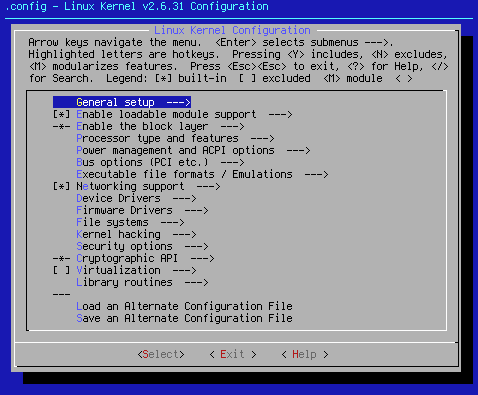 .config - Linux Kernel v2.6.31 Configuration
Linux Kernel Configuration
Arrow keys navigate the menu.  <Enter> selects submenus --->.
Highlighted letters are hotkeys.  Pressing <Y> includes, <N> excludes,
<M> modularizes features.  Press <Esc><Esc> to exit, <?> for Help, </>
for Search.  Legend: [*] built-in  [ ] excluded  <M> module  < >
General setup  --->
[*] Enable loadable module support  --->
-*- Enable the block layer  --->
Processor type and features  --->
Power management and ACPI options  --->
Bus options (PCI etc.)  --->
Executable file formats / Emulations  --->
[*] Networking support  --->
Device Drivers  --->
Firmware Drivers  --->
File systems  --->
Kernel hacking  --->
Security options  --->
-*- Cryptographic API  --->
[ ] Virtualization  --->
Library routines  --->
---
Load an Alternate Configuration File
Save an Alternate Configuration File
<Select>    < Exit >    < Help >